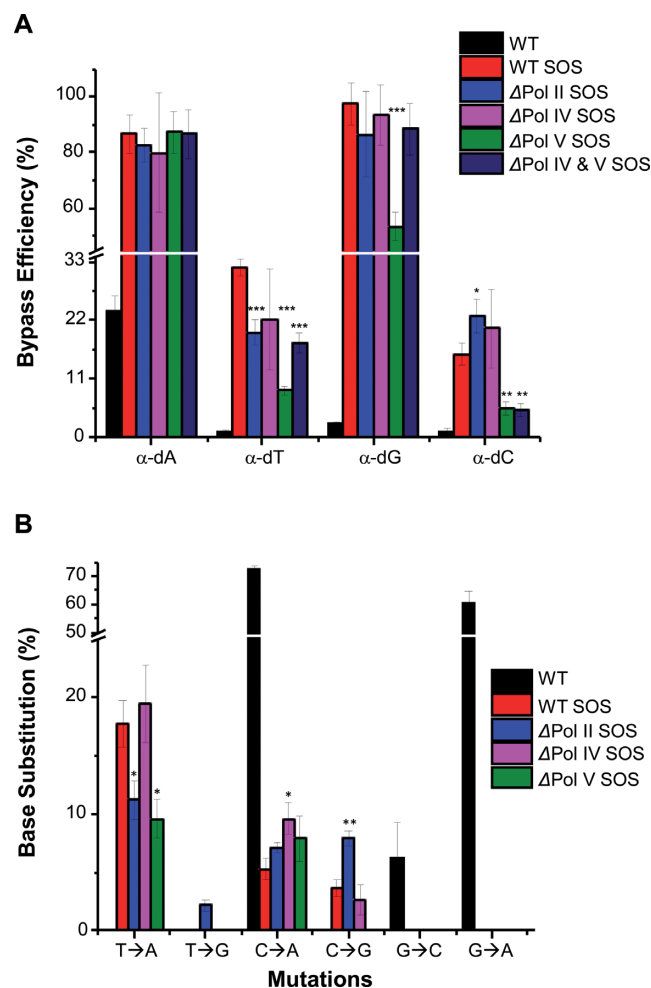 A
WT
WT SOS
ΔPol II SOS
ΔPol IV SOS
ΔPol V SOS
ΔPol IV & V SOS
Bypass Efficiency (%)
100
80
60
33
22
11
0
***
*** *** ***
*
** **
α-dA α-dT α-dG α-dC
B
WT
WT SOS
ΔPol II SOS
ΔPol IV SOS
ΔPol V SOS
Base Substitution (%)
70
60
50
20
10
0
* *
*
**
T→A T→G C→A C→G G→C G→A
Mutations